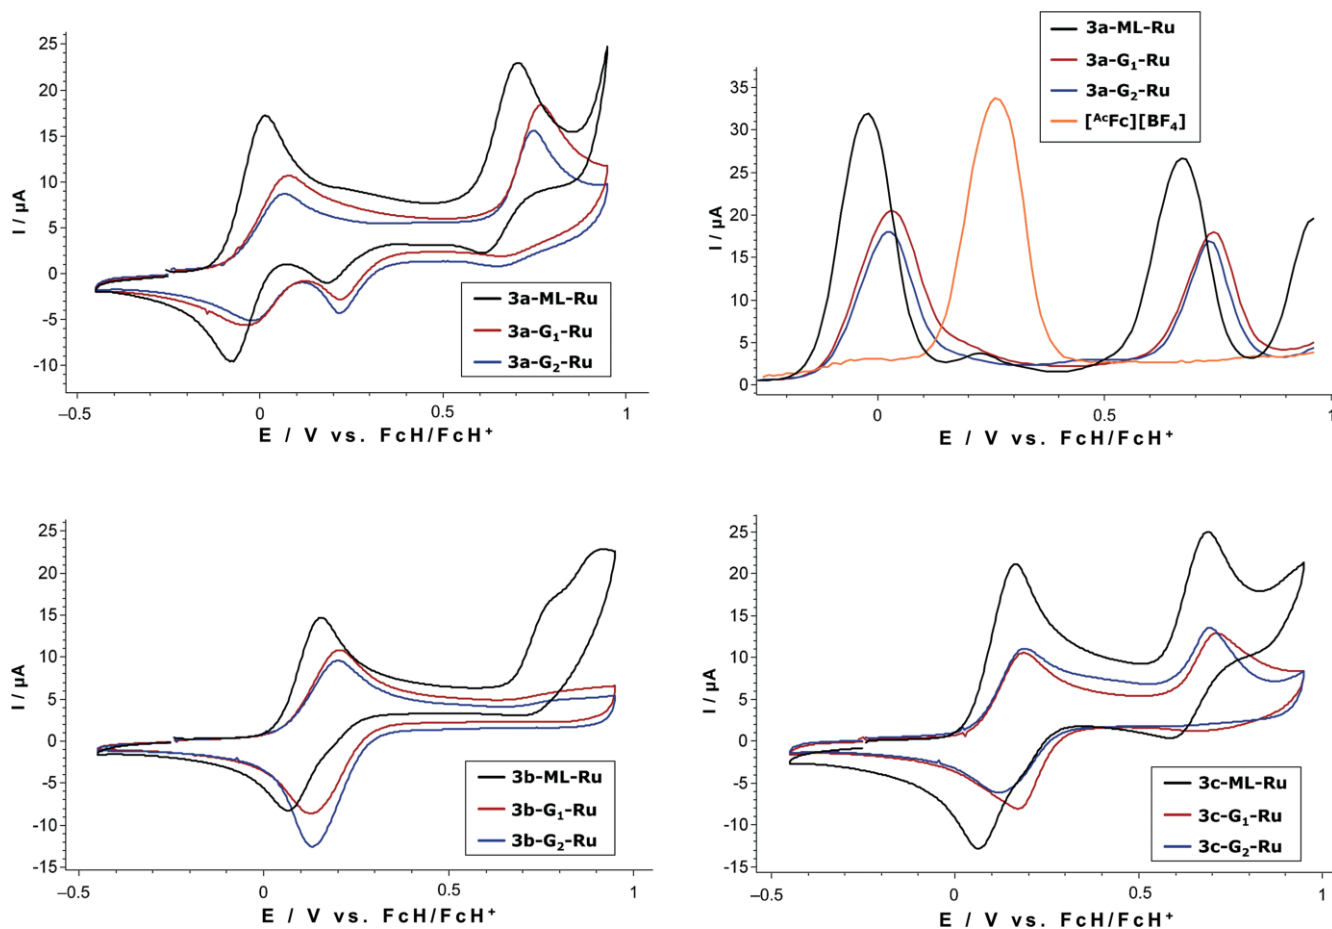 25
20
15
10
5
0
-5
-10
I / µA
−0.5 0 0.5 1
E / V vs. FcH/FcH⁺
3a-ML-Ru
3a-G₁-Ru
3a-G₂-Ru
35
30
25
20
15
10
5
0
I / µA
0 0.5 1
E / V vs. FcH/FcH⁺
3a-ML-Ru
3a-G₁-Ru
3a-G₂-Ru
[ᴬᶜFc][BF₄]
25
20
15
10
5
0
-5
-10
-15
I / µA
−0.5 0 0.5 1
E / V vs. FcH/FcH⁺
3b-ML-Ru
3b-G₁-Ru
3b-G₂-Ru
25
20
15
10
5
0
-5
-10
-15
I / µA
−0.5 0 0.5 1
E / V vs. FcH/FcH⁺
3c-ML-Ru
3c-G₁-Ru
3c-G₂-Ru